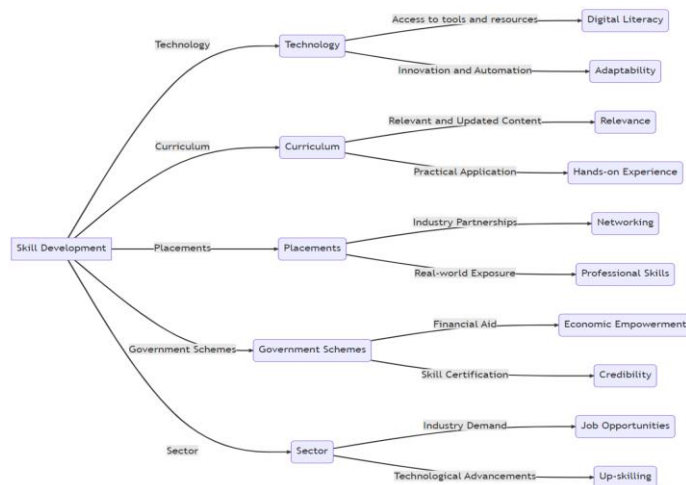 Access to tools and resources
Digital Literacy
Technology
Technology
Innovation and Automation
Adaptability
Relevant and Updated Content
Relevance
Curriculum
Curriculum
Practical Application
Hands-on Experience
Industry Partnerships
Networking
Skill Development
Placements
Placements
Real-world Exposure
Professional Skills
Financial Aid
Economic Empowerment
Government Schemes
Government Schemes
Skill Certification
Credibility
Industry Demand
Job Opportunities
Sector
Sector
Technological Advancements
Up-skilling